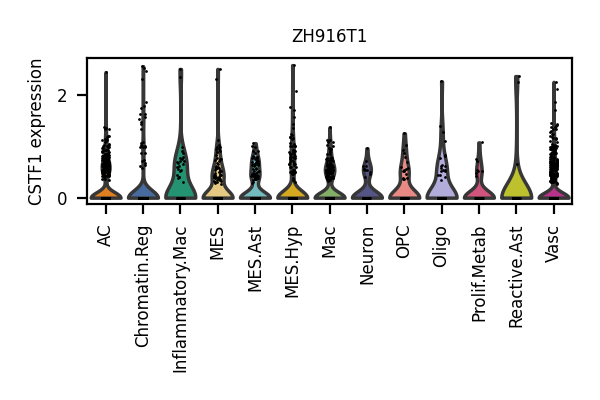 ZH916T1
CSTF1 expression
2
0
AC
Chromatin.Reg
Inflammatory.Mac
MES
MES.Ast
MES.Hyp
Mac
Neuron
OPC
Oligo
Prolif.Metab
Reactive.Ast
Vasc